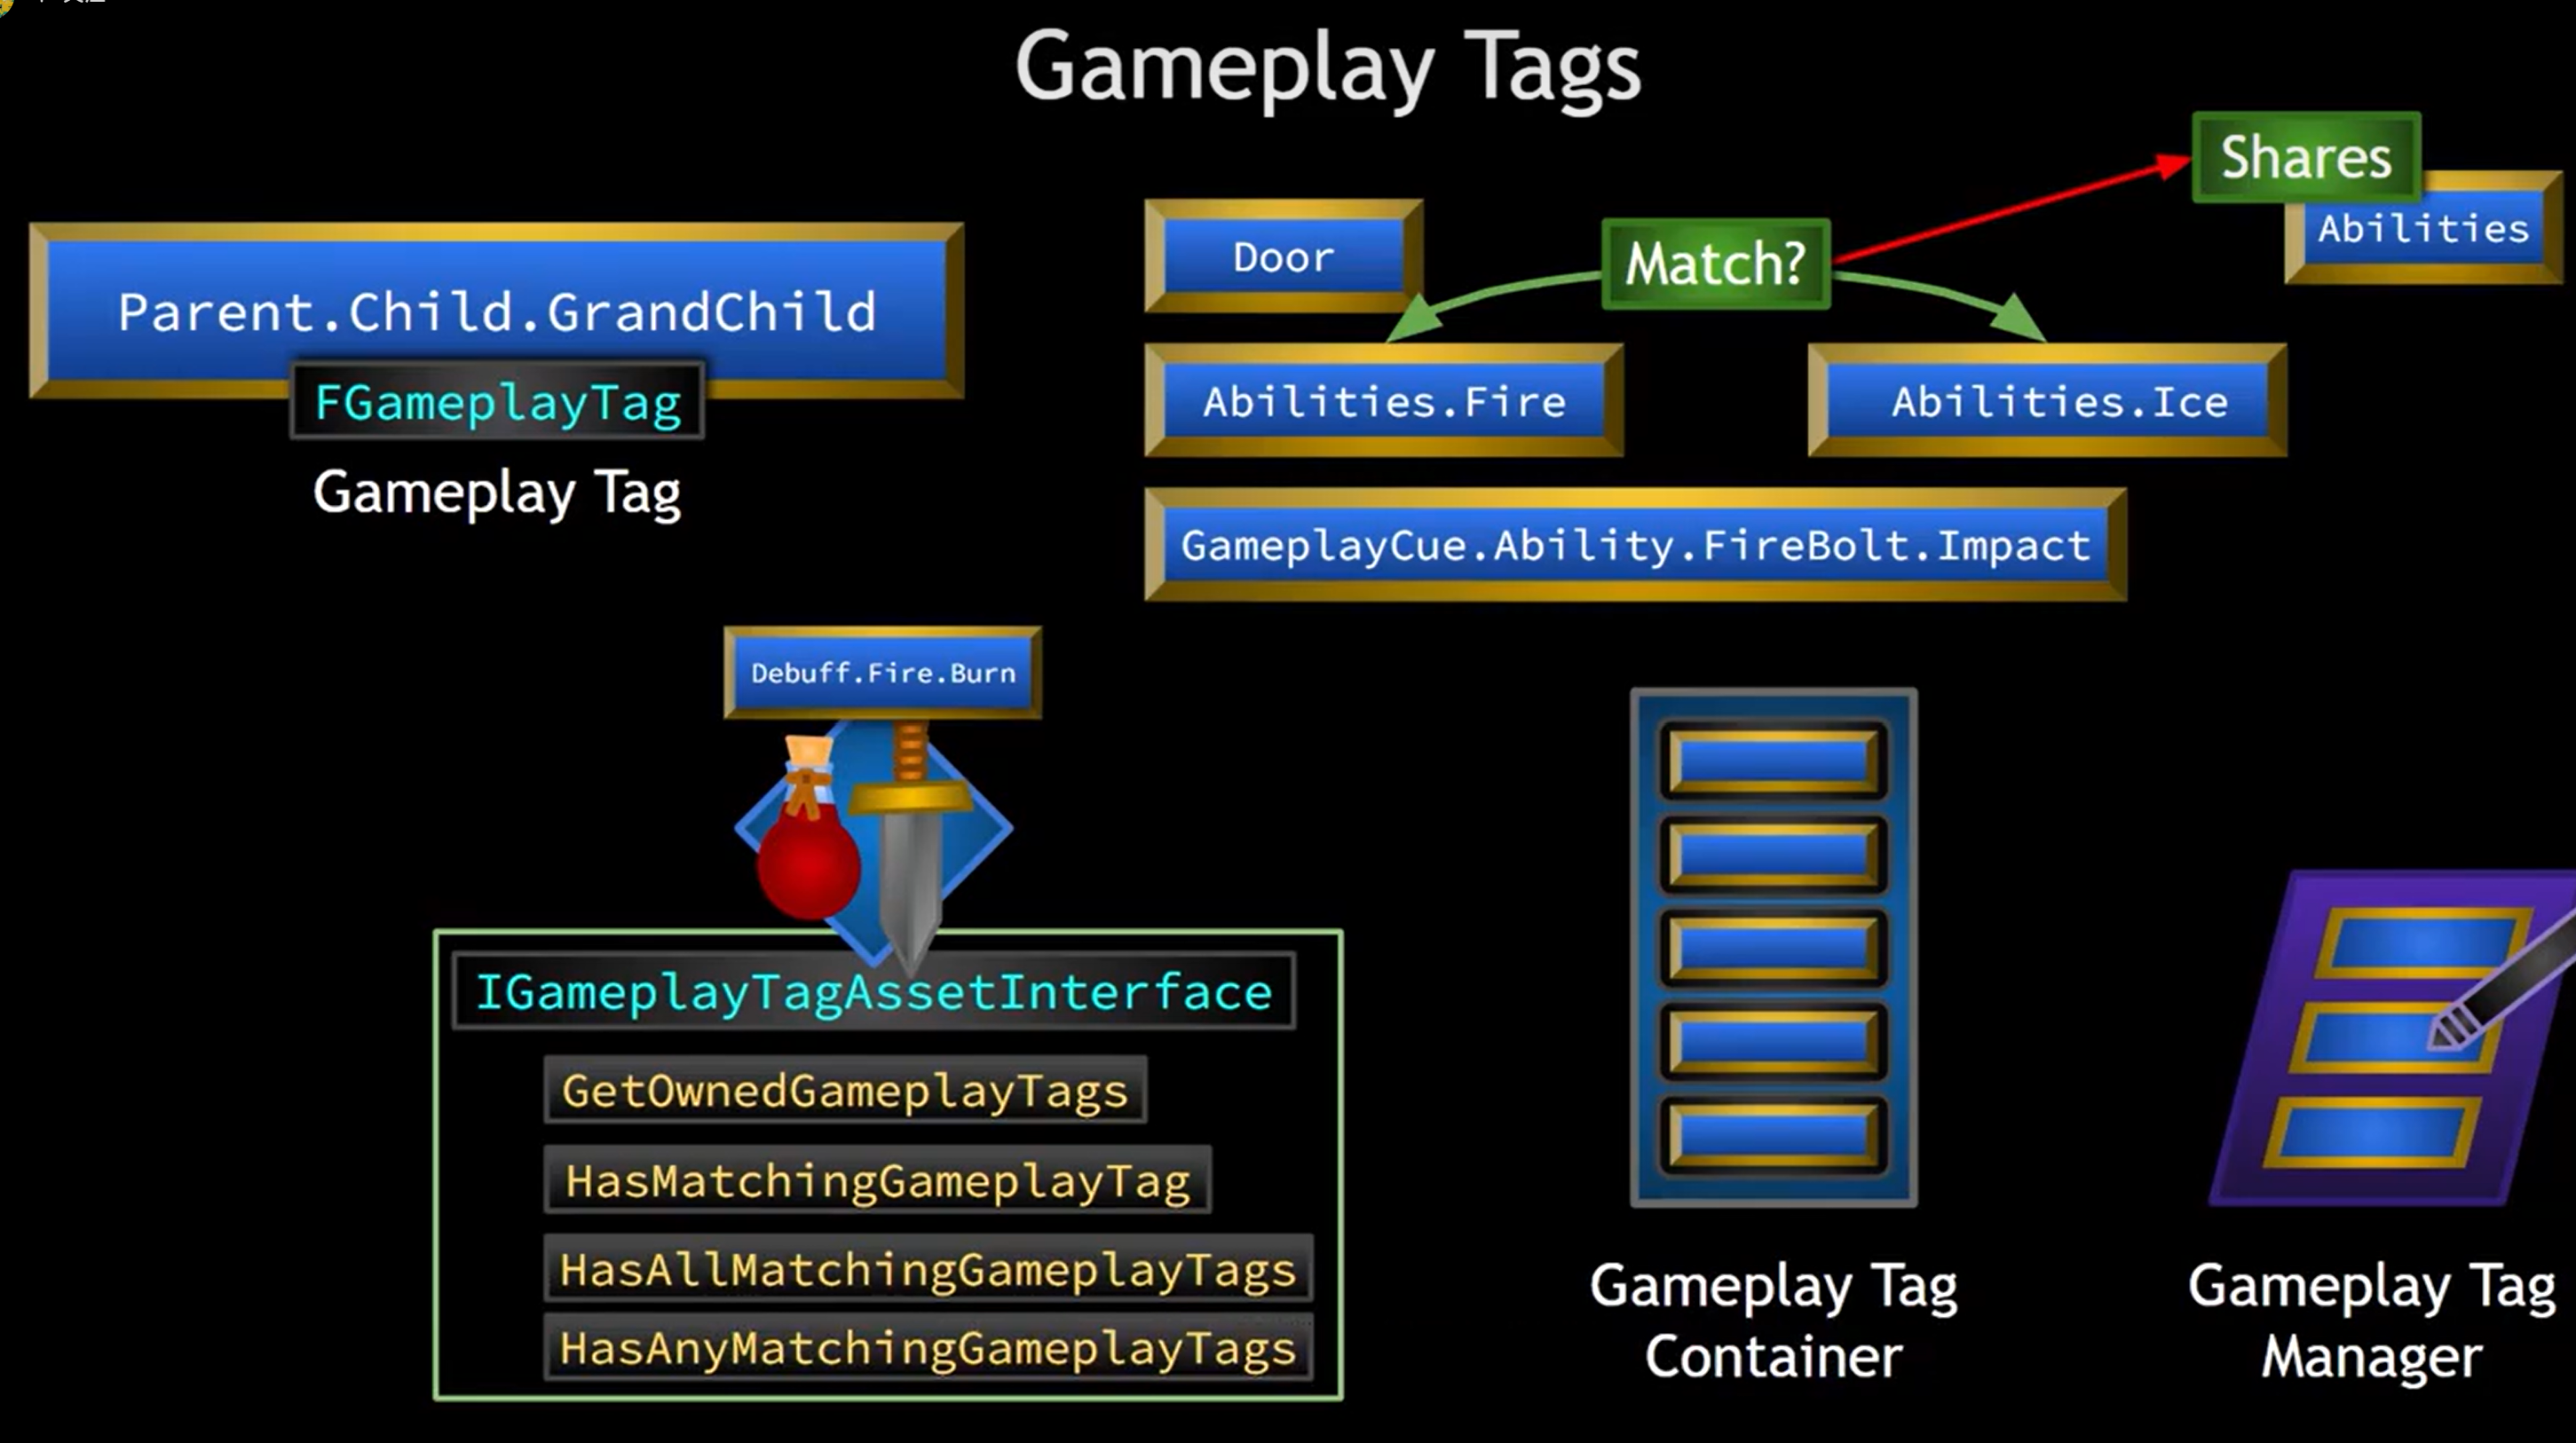 Gameplay Tags
Parent.Child.GrandChild
FGameplayTag
Gameplay Tag
Door
Match?
Shares
Abilities
Abilities.Fire
Abilities.Ice
GameplayCue.Ability.FireBolt.Impact
Debuff.Fire.Burn
IGameplayTagAssetInterface
GetOwnedGameplayTags
HasMatchingGameplayTag
HasAllMatchingGameplayTags
HasAnyMatchingGameplayTags
Gameplay Tag
Container
Gameplay Tag
Manager